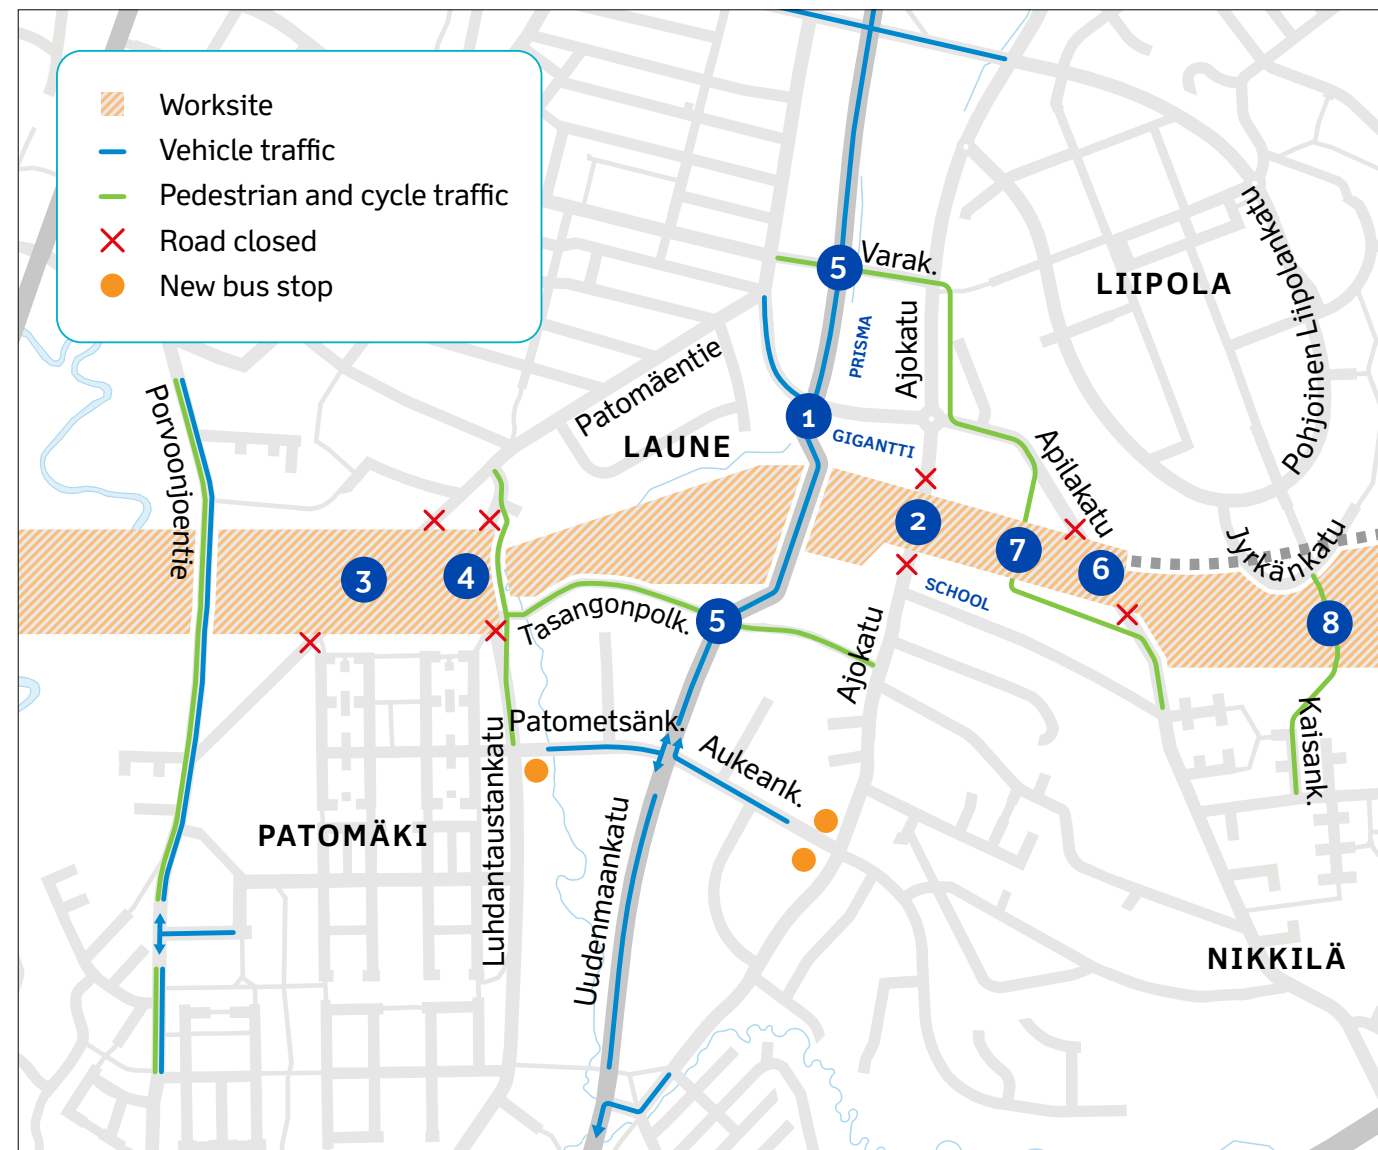 Worksite
Vehicle traffic
Pedestrian and cycle traffic
Road closed
New bus stop
Pohjoinen Liipolankatu
5
Varak.
LIIPOLA
PRISMA
Ajokatu
Patomäentie
Porvoonjoentie
1
GIGANTTI
LAUNE
Apilakatu
2
Jyrkänkatu
7
3
4
6
SCHOOL
Tasangonpolk.
5
8
Ajokatu
Patometsänk.
Aukeank.
Kaisank.
Luhdantaustankatu
Uudenmaankatu
PATOMÄKI
NIKKILÄ